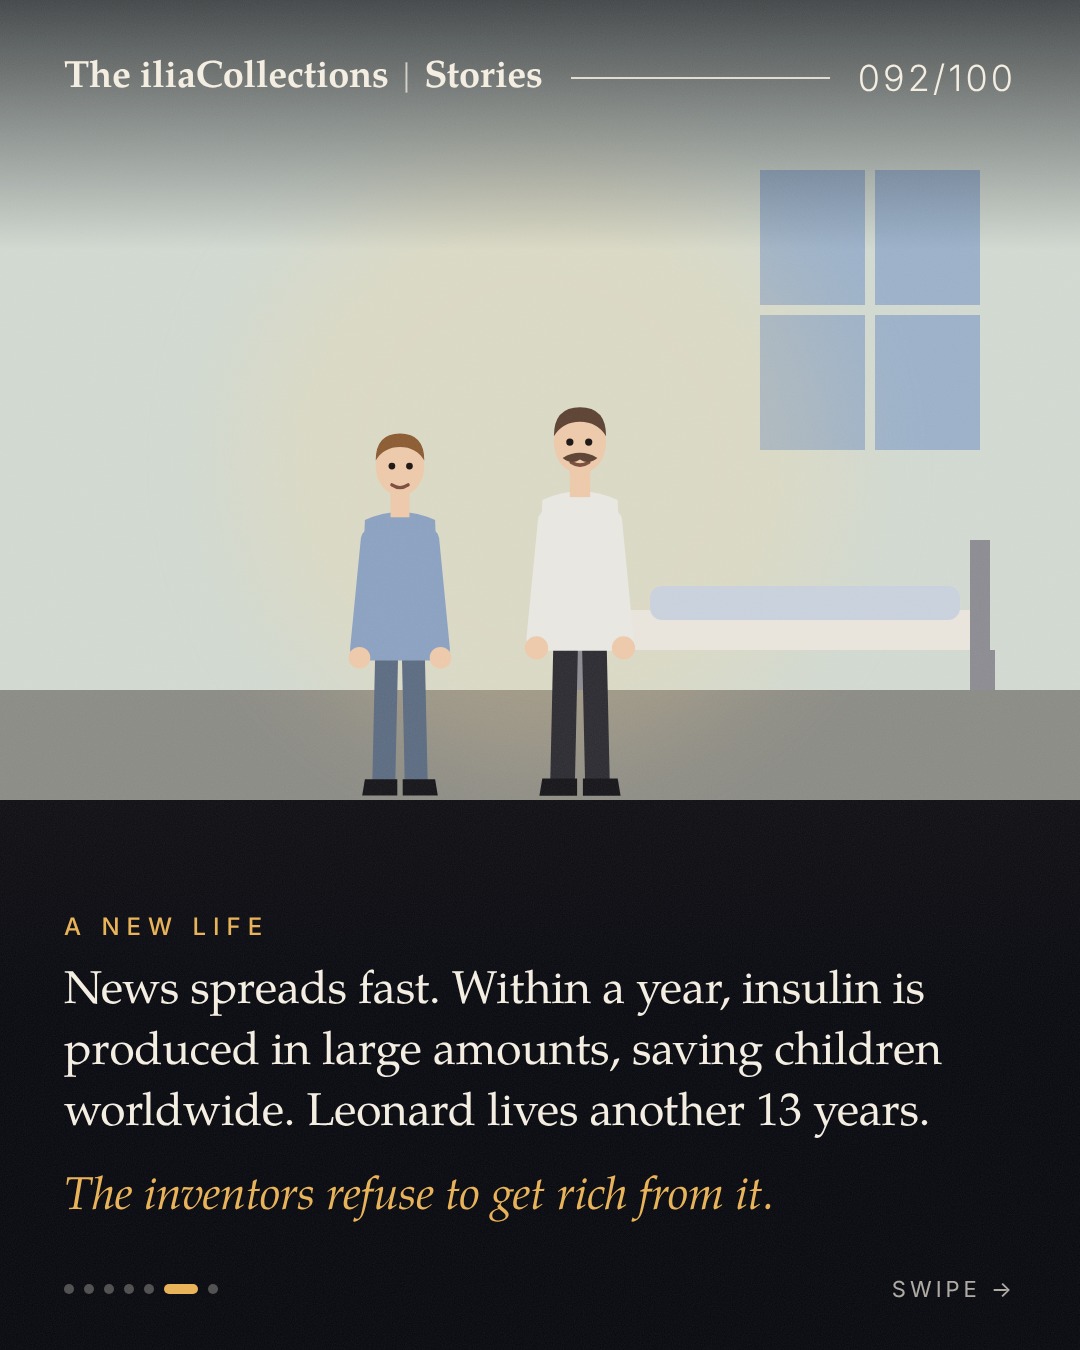 The iliaCollections | Stories 092/100
A NEW LIFE
News spreads fast. Within a year, insulin is
produced in large amounts, saving children
worldwide. Leonard lives another 13 years.
The inventors refuse to get rich from it.
SWIPE →